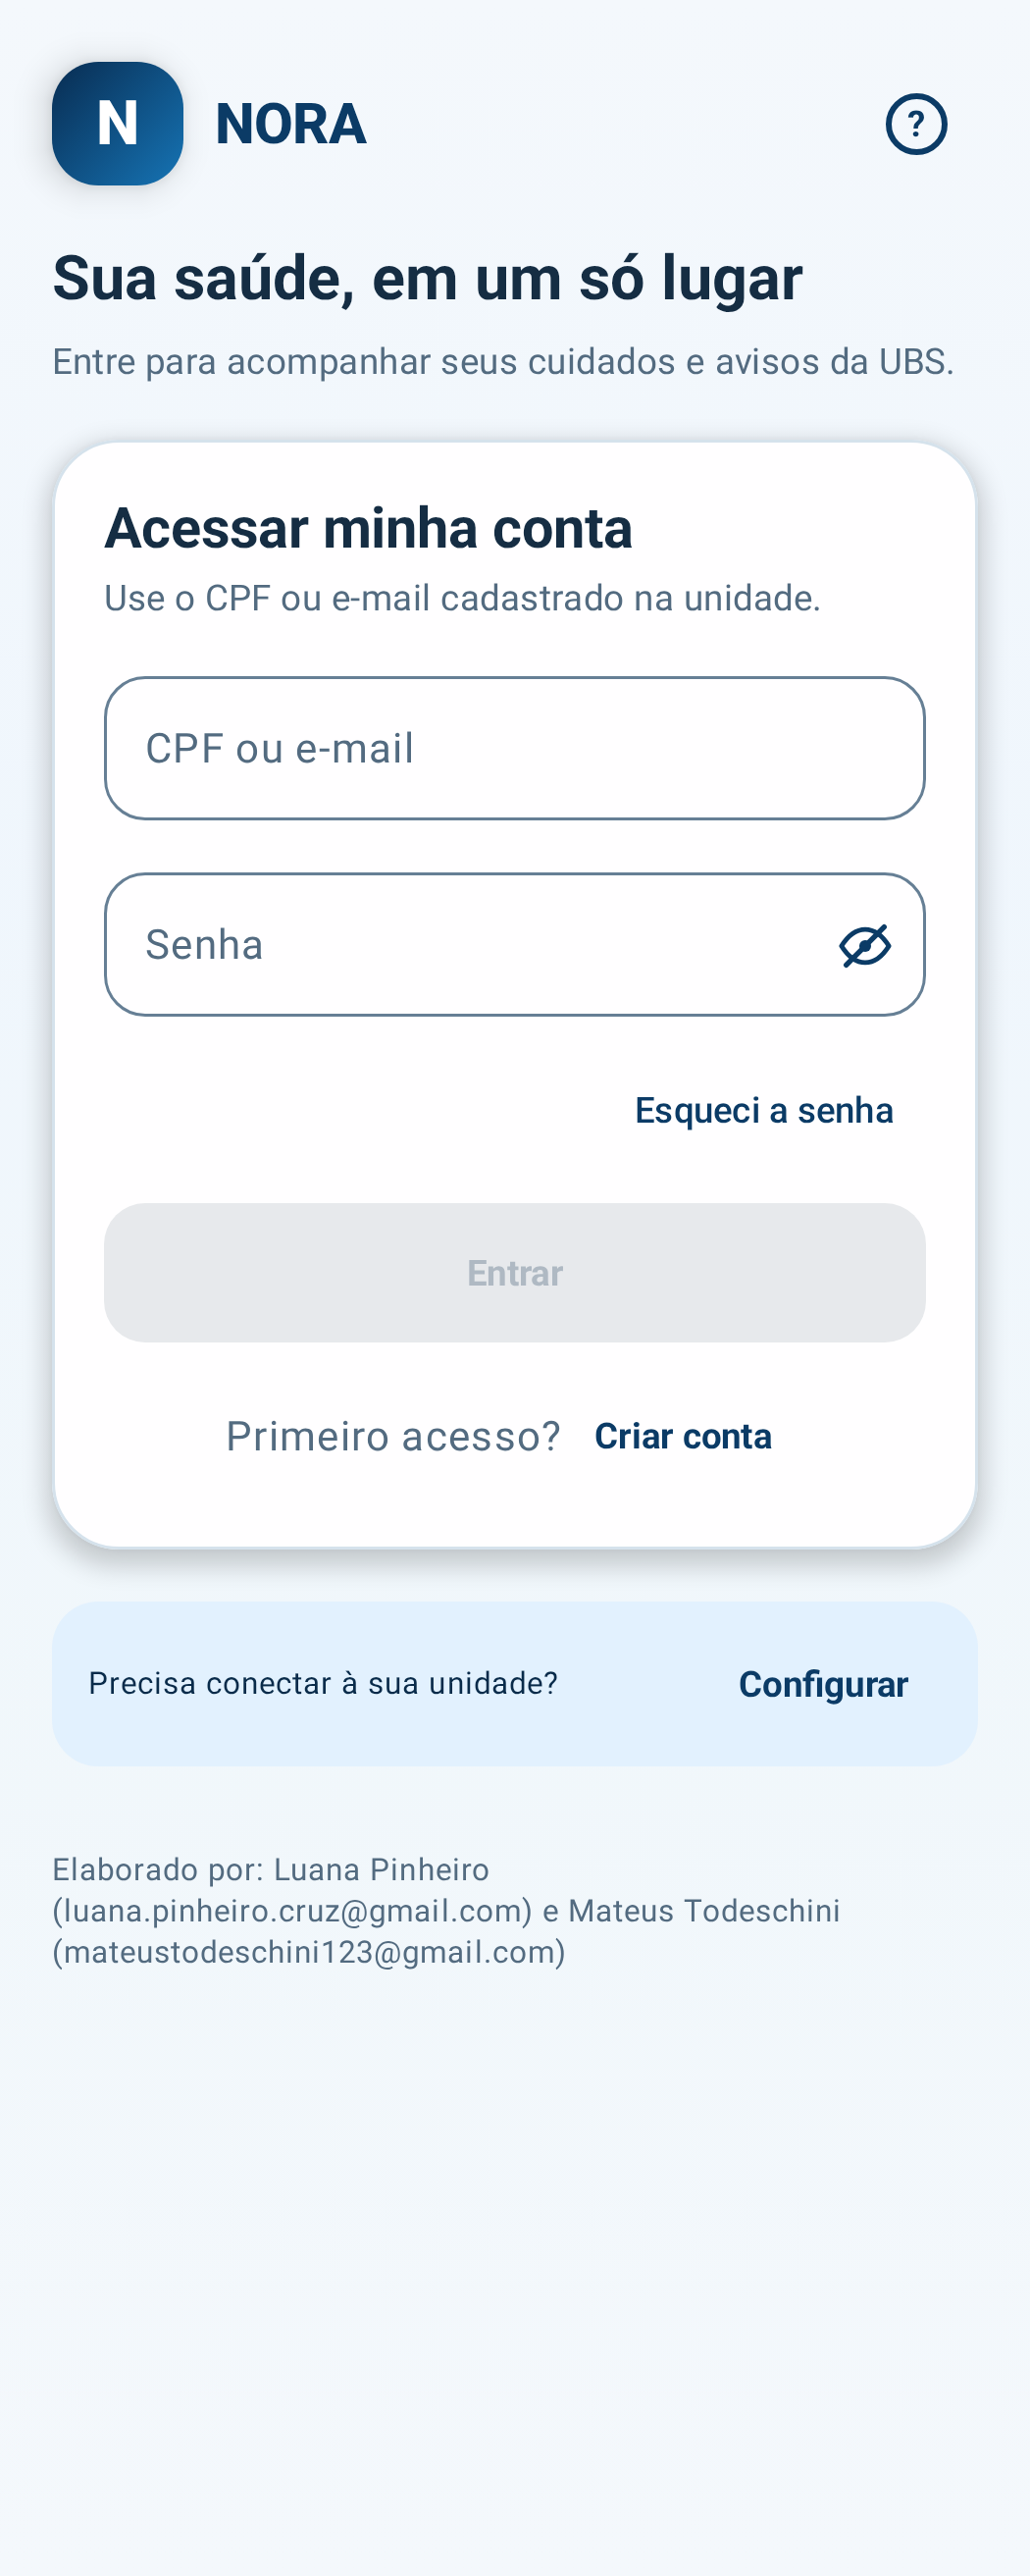 N
NORA
?
Sua saúde, em um só lugar
Entre para acompanhar seus cuidados e avisos da UBS.
Acessar minha conta
Use o CPF ou e-mail cadastrado na unidade.
CPF ou e-mail
Senha
Esqueci a senha
Entrar
Primeiro acesso? Criar conta
Precisa conectar à sua unidade? Configurar
Elaborado por: Luana Pinheiro
(luana.pinheiro.cruz@gmail.com) e Mateus Todeschini
(mateustodeschini123@gmail.com)